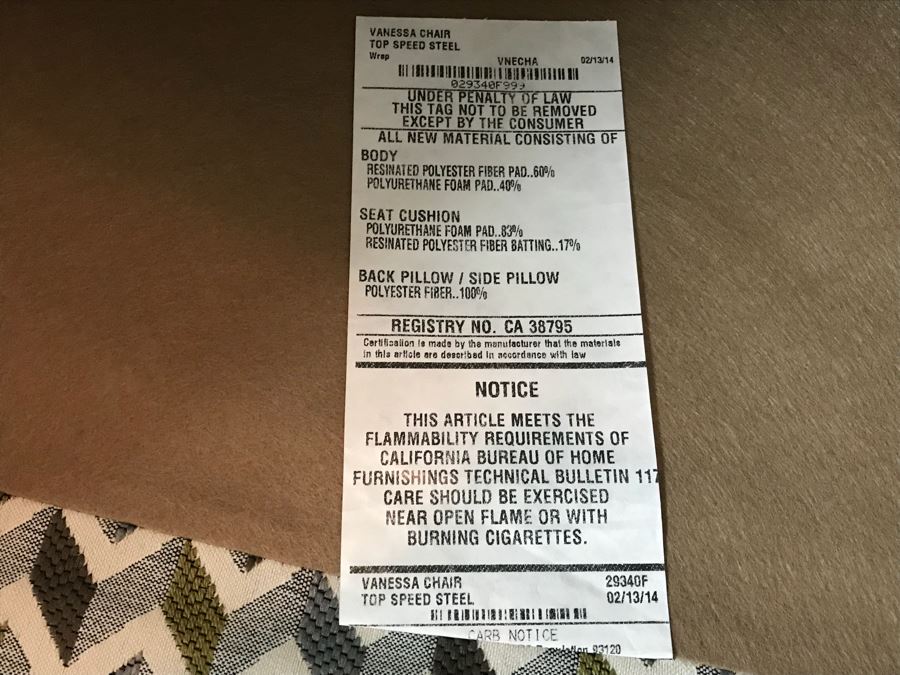 VANESSA CHAIR
TOP SPEED STEEL
Wrap VNECHA 02/13/14
029340F999
UNDER PENALTY OF LAW
THIS TAG NOT TO BE REMOVED
EXCEPT BY THE CONSUMER
ALL NEW MATERIAL CONSISTING OF
BODY
RESINATED POLYESTER FIBER PAD..60%
POLYURETHANE FOAM PAD..40%
SEAT CUSHION
POLYURETHANE FOAM PAD..83%
RESINATED POLYESTER FIBER BATTING..17%
BACK PILLOW / SIDE PILLOW
POLYESTER FIBER..100%
REGISTRY NO. CA 38795
Certification is made by the manufacturer that the materials
in this article are described in accordance with law
NOTICE
THIS ARTICLE MEETS THE
FLAMMABILITY REQUIREMENTS OF
CALIFORNIA BUREAU OF HOME
FURNISHINGS TECHNICAL BULLETIN 117
CARE SHOULD BE EXERCISED
NEAR OPEN FLAME OR WITH
BURNING CIGARETTES.
VANESSA CHAIR 29340F
TOP SPEED STEEL 02/13/14
CARB NOTICE
93120